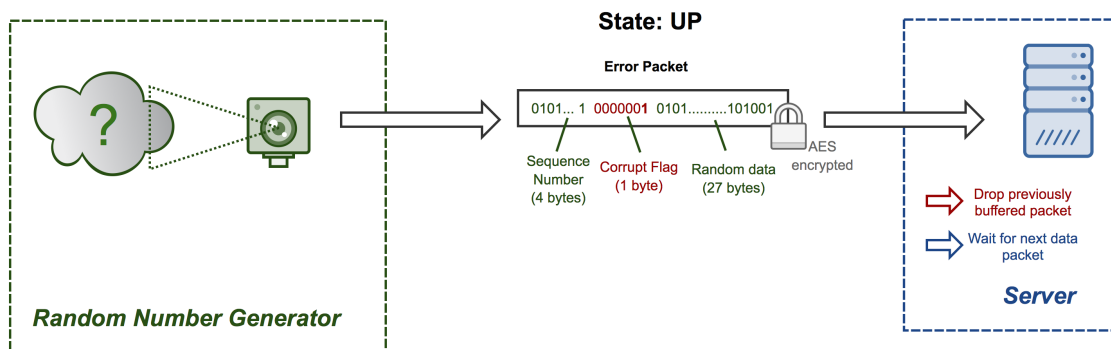 State: UP
Error Packet
?
0101... 1 0000001 0101.........101001
AES
encrypted
Sequence
Number
(4 bytes)
Corrupt Flag
(1 byte)
Random data
(27 bytes)
Drop previously
buffered packet
Wait for next data
packet
Random Number Generator
Server